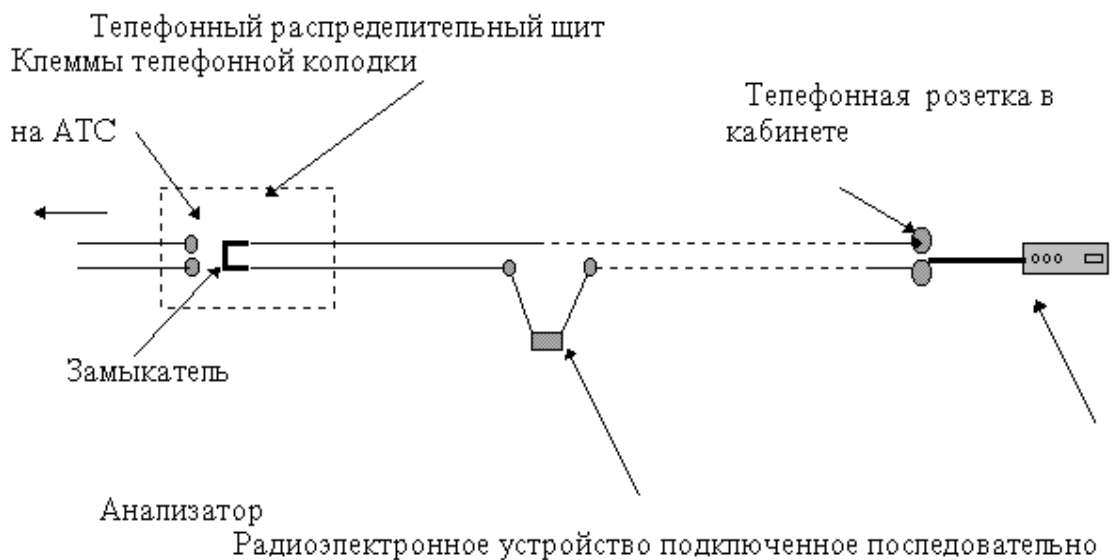 Телефонный распределительный щит
Клеммы телефонной колодки
на АТС
Телефонная розетка в
кабинете
Замыкатель
Анализатор
Радиоэлектронное устройство подключенное последовательно